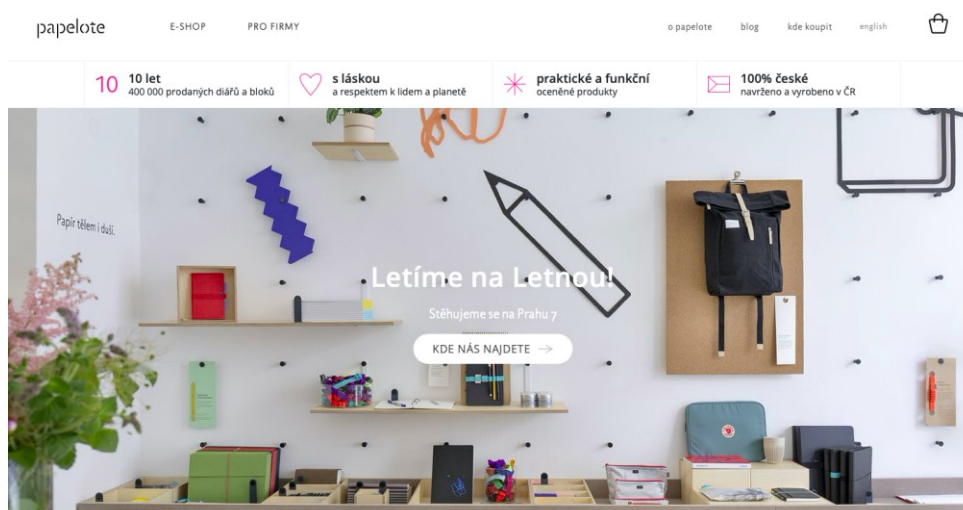 papelote
E-SHOP
PRO FIRMY
o papelote
blog
kde koupit
english
10
10 let
400 000 prodaných diářů a bloků
s láskou
a respektem k lidem a planetě
praktické a funkční
oceněné produkty
100% české
navrženo a vyrobeno v ČR
Papír tělem i duší.
Letíme na Letnou!
Stěhujeme se na Prahu 7
KDE NÁS NAJDETE →